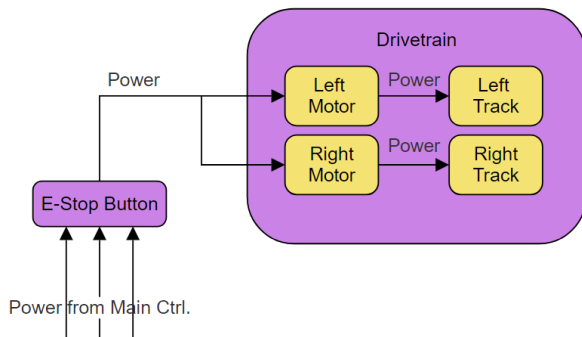 Drivetrain
Power
Left
Motor
Power
Left
Track
Right
Motor
Power
Right
Track
E-Stop Button
Power from Main Ctrl.